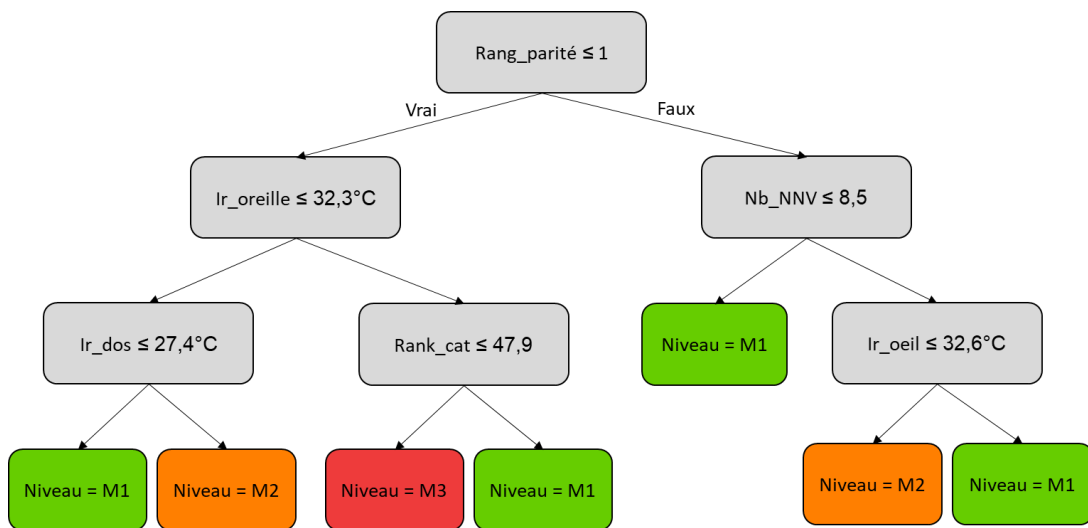 Rang_parité ≤ 1
Vrai
Faux
Ir_oreille ≤ 32,3°C
Nb_NNV ≤ 8,5
Ir_dos ≤ 27,4°C
Rank_cat ≤ 47,9
Niveau = M1
Ir_oeil ≤ 32,6°C
Niveau = M1
Niveau = M2
Niveau = M3
Niveau = M1
Niveau = M2
Niveau = M1